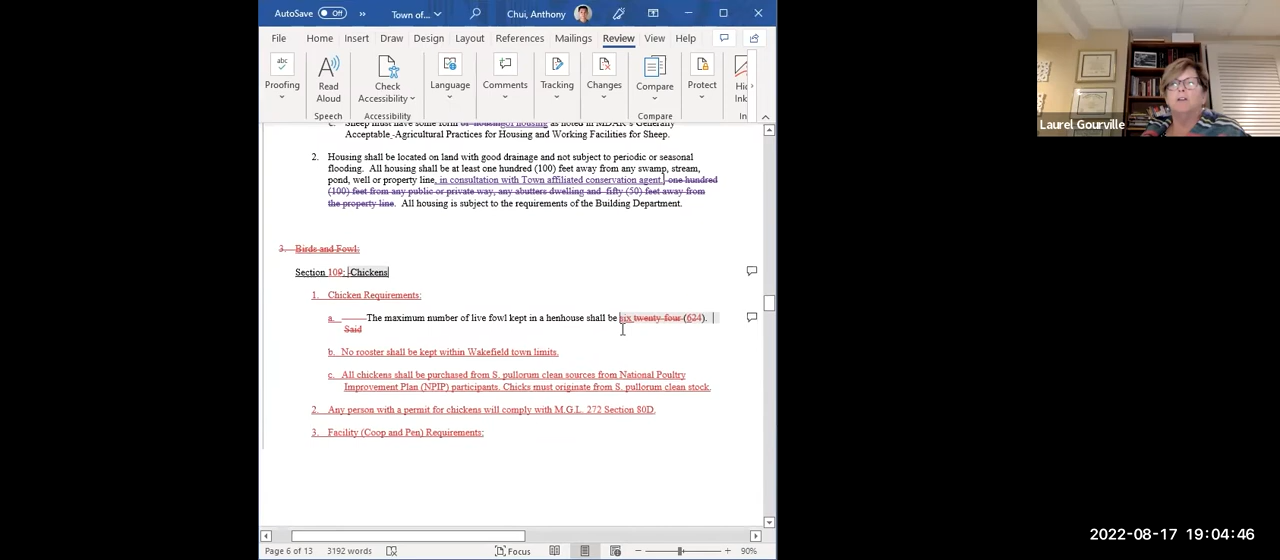 AutoSave Off Town of... Chui, Anthony
File Home Insert Draw Design Layout References Mailings Review View Help
abc
Proofing Read Aloud Check Accessibility Language Comments Tracking Changes Compare Protect Hid Ink
Speech Accessibility Compare In
c. Sheep must have some form or housingof housing as noted in MDAR's Generally
Acceptable Agricultural Practices for Housing and Working Facilities for Sheep.
2. Housing shall be located on land with good drainage and not subject to periodic or seasonal
flooding. All housing shall be at least one hundred (100) feet away from any swamp, stream,
pond, well or property line, in consultation with Town affiliated conservation agent. one hundred
(100) feet from any public or private way, any abutters dwelling and fifty (50) feet away from
the property line. All housing is subject to the requirements of the Building Department.
3. Birds and Fowl:
Section 109: Chickens
1. Chicken Requirements:
a. The maximum number of live fowl kept in a henhouse shall be six twenty four (624).
Said
b. No rooster shall be kept within Wakefield town limits.
c. All chickens shall be purchased from S. pullorum clean sources from National Poultry
Improvement Plan (NPIP) participants. Chicks must originate from S. pullorum clean stock.
2. Any person with a permit for chickens will comply with M.G.L. 272 Section 80D.
3. Facility (Coop and Pen) Requirements:
Page 6 of 13 3192 words Focus 90%
Laurel Gourville
2022-08-17 19:04:46